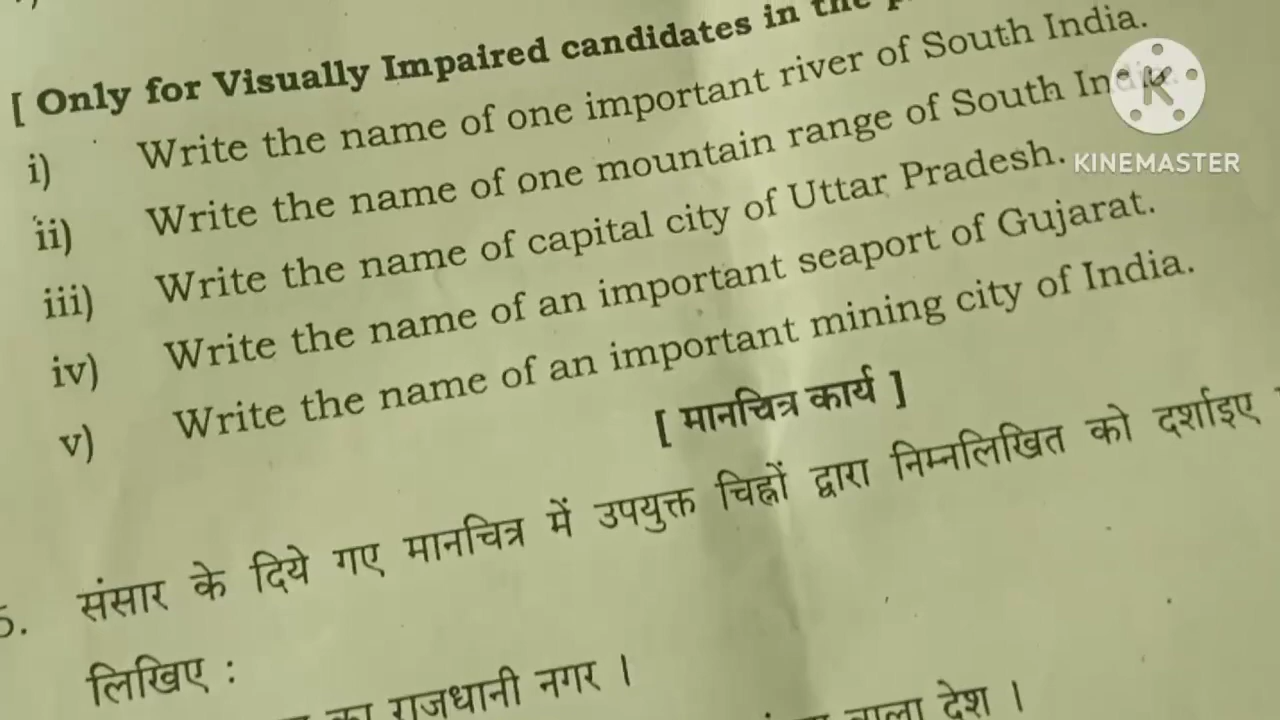 [ Only for Visually Impaired candidates in the
i) Write the name of one important river of South India.
ii) Write the name of one mountain range of South India.
iii) Write the name of capital city of Uttar Pradesh.
iv) Write the name of an important seaport of Gujarat.
v) Write the name of an important mining city of India.
[ मानचित्र कार्य ]
5. संसार के दिये गए मानचित्र में उपयुक्त चिह्नों द्वारा निम्नलिखित को दर्शाइए
लिखिए :
का राजधानी नगर ।
वाला देश ।
KINEMASTER